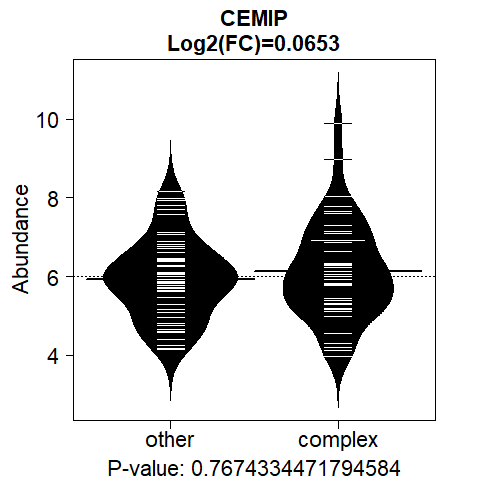 CEMIP
Log2(FC)=0.0653
Abundance
10
8
6
4
other
complex
P-value: 0.7674334471794584